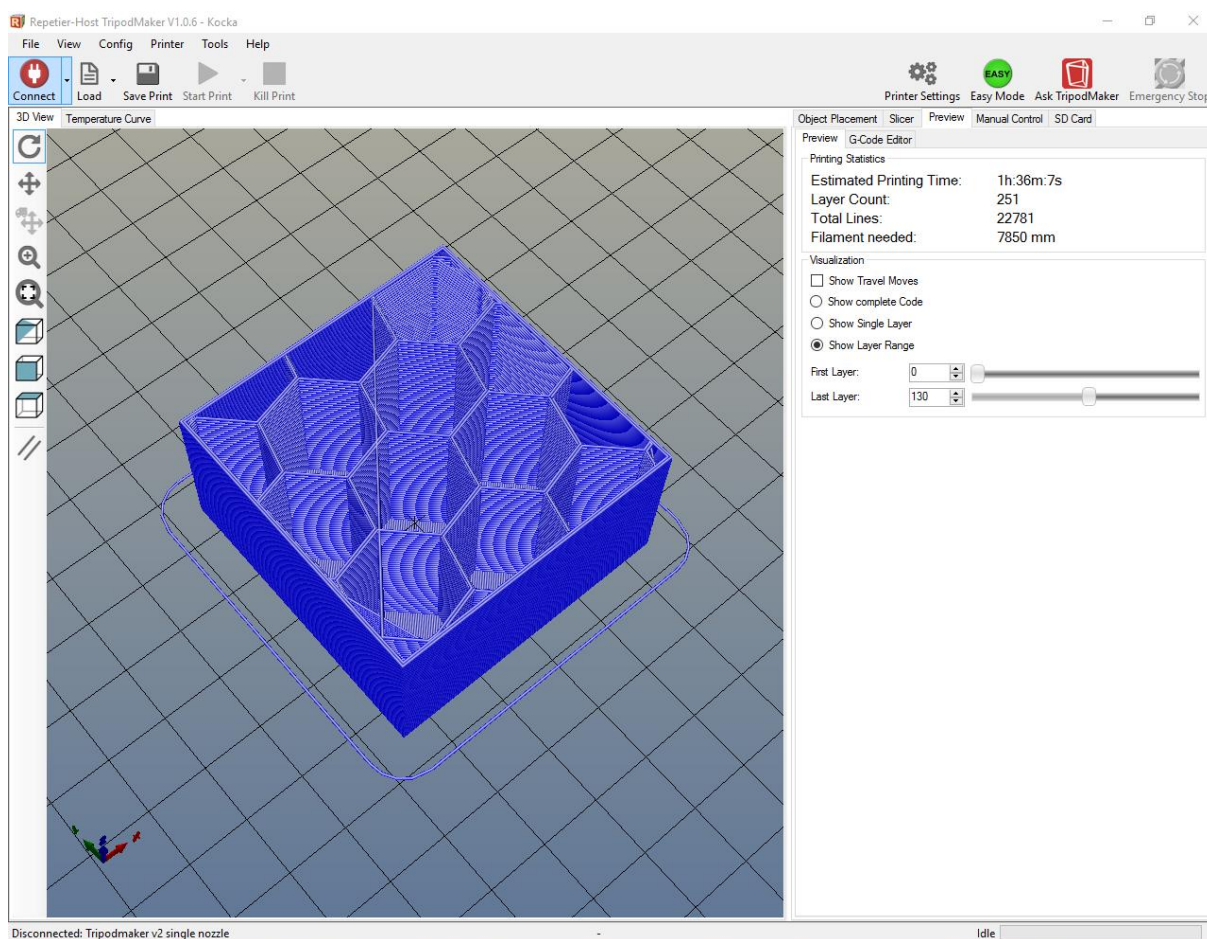 Repetier-Host TripodMaker V1.0.6 - Kocka
File View Config Printer Tools Help
Connect Load Save Print Start Print Kill Print Printer Settings Easy Mode Ask TripodMaker Emergency Stop
EASY
3D View Temperature Curve
Object Placement Slicer Preview Manual Control SD Card
Preview G-Code Editor
Printing Statistics
Estimated Printing Time: 1h:36m:7s
Layer Count: 251
Total Lines: 22781
Filament needed: 7850 mm
Visualization
Show Travel Moves
Show complete Code
Show Single Layer
Show Layer Range
First Layer: 0
Last Layer: 130
Disconnected: Tripodmaker v2 single nozzle - Idle